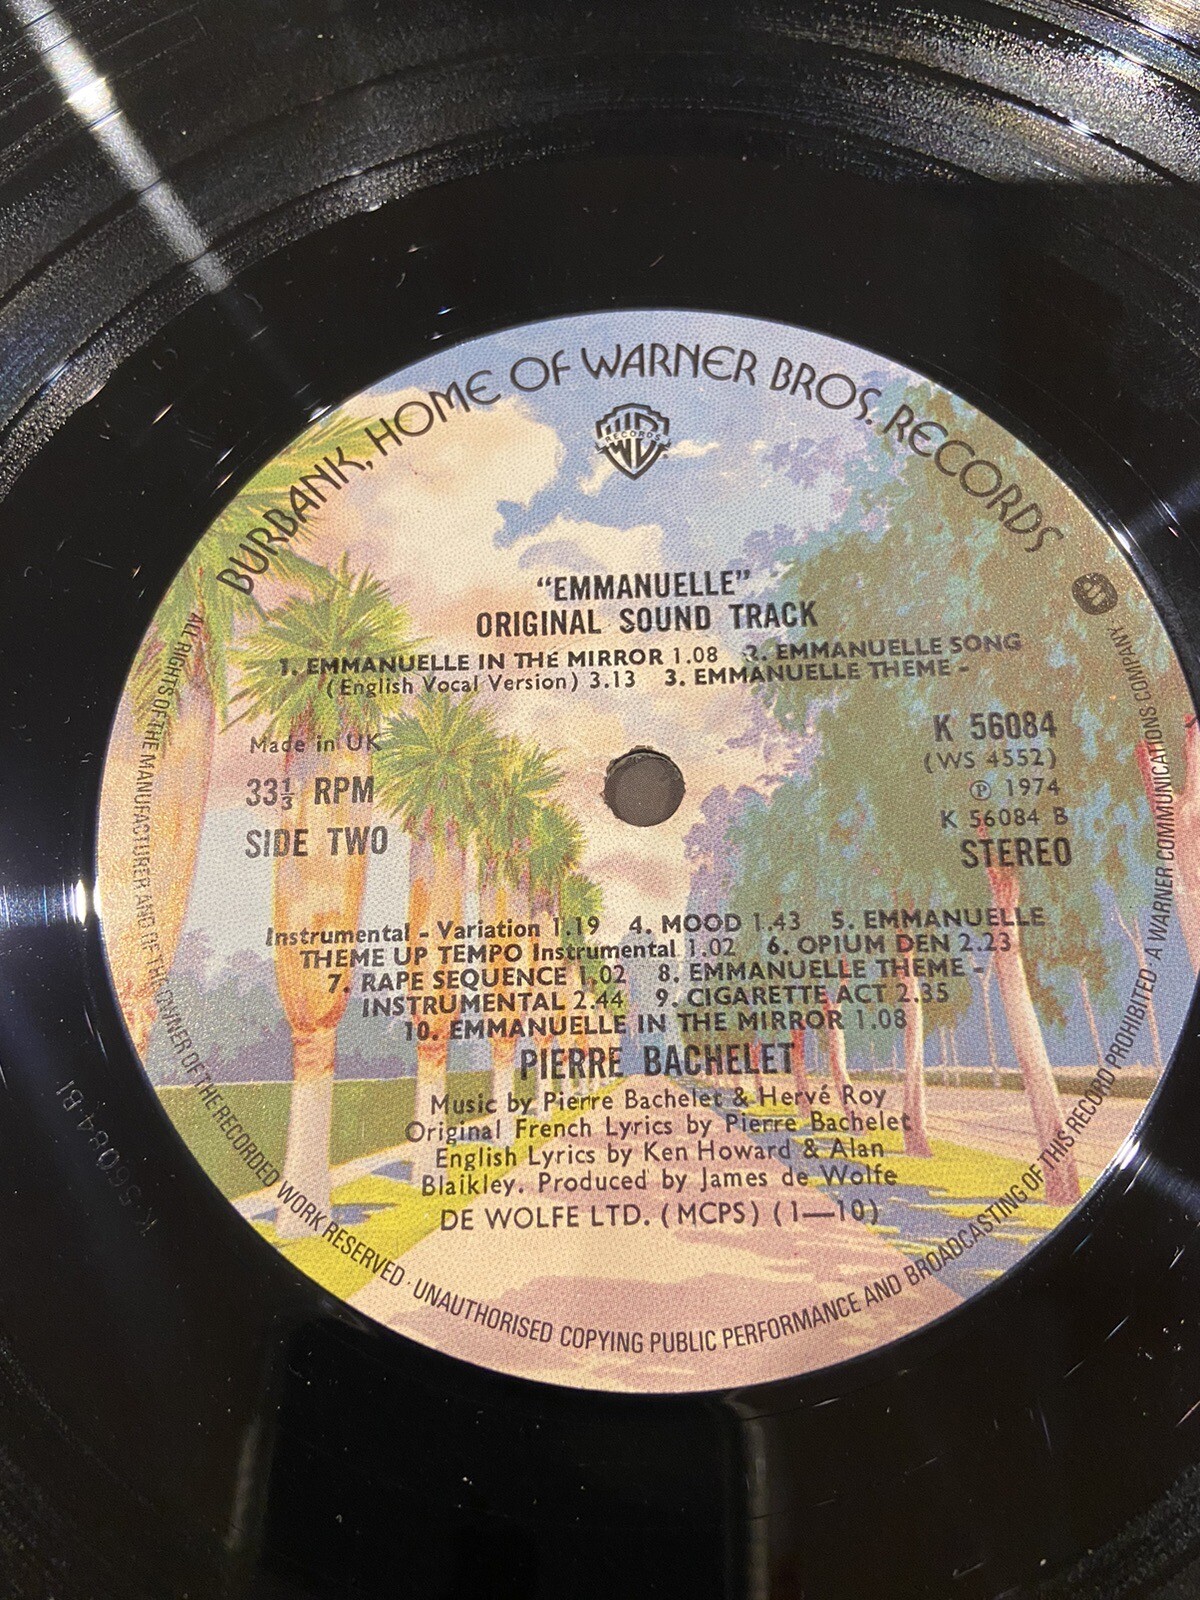 BURBANK, HOME OF WARNER BROS. RECORDS
W RECORDS
"EMMANUELLE"
ORIGINAL SOUND TRACK
1. EMMANUELLE IN THE MIRROR 1.08 2. EMMANUELLE SONG
(English Vocal Version) 3.13 3. EMMANUELLE THEME -
Made in UK
33⅓ RPM
SIDE TWO
K 56084
(WS 4552)
℗ 1974
K 56084 B
STEREO
Instrumental - Variation 1.19 4. MOOD 1.43 5. EMMANUELLE
THEME UP TEMPO Instrumental 1.02 6. OPIUM DEN 2.23
7. RAPE SEQUENCE 1.02 8. EMMANUELLE THEME -
INSTRUMENTAL 2.44 9. CIGARETTE ACT 2.35
10. EMMANUELLE IN THE MIRROR 1.08
PIERRE BACHELET
Music by Pierre Bachelet & Hervé Roy
Original French Lyrics by Pierre Bachelet
English Lyrics by Ken Howard & Alan
Blaikley. Produced by James de Wolfe
DE WOLFE LTD. (MCPS) (1—10)
ALL RIGHTS OF THE MANUFACTURER AND OF THE OWNER OF THE RECORDED WORK RESERVED · UNAUTHORISED COPYING PUBLIC PERFORMANCE AND BROADCASTING OF THIS RECORD PROHIBITED · A WARNER COMMUNICATIONS COMPANY
K 56084 B1